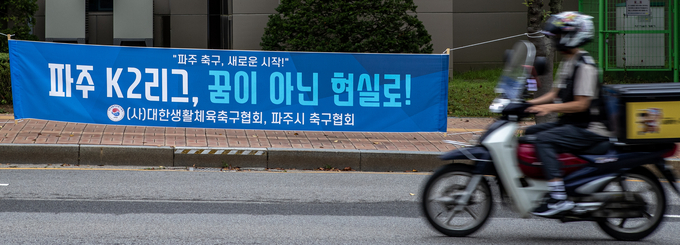 "파주 축구, 새로운 시작!"
파주 K2리그, 꿈이 아닌 현실로!
(사)대한생활체육축구협회, 파주시 축구협회